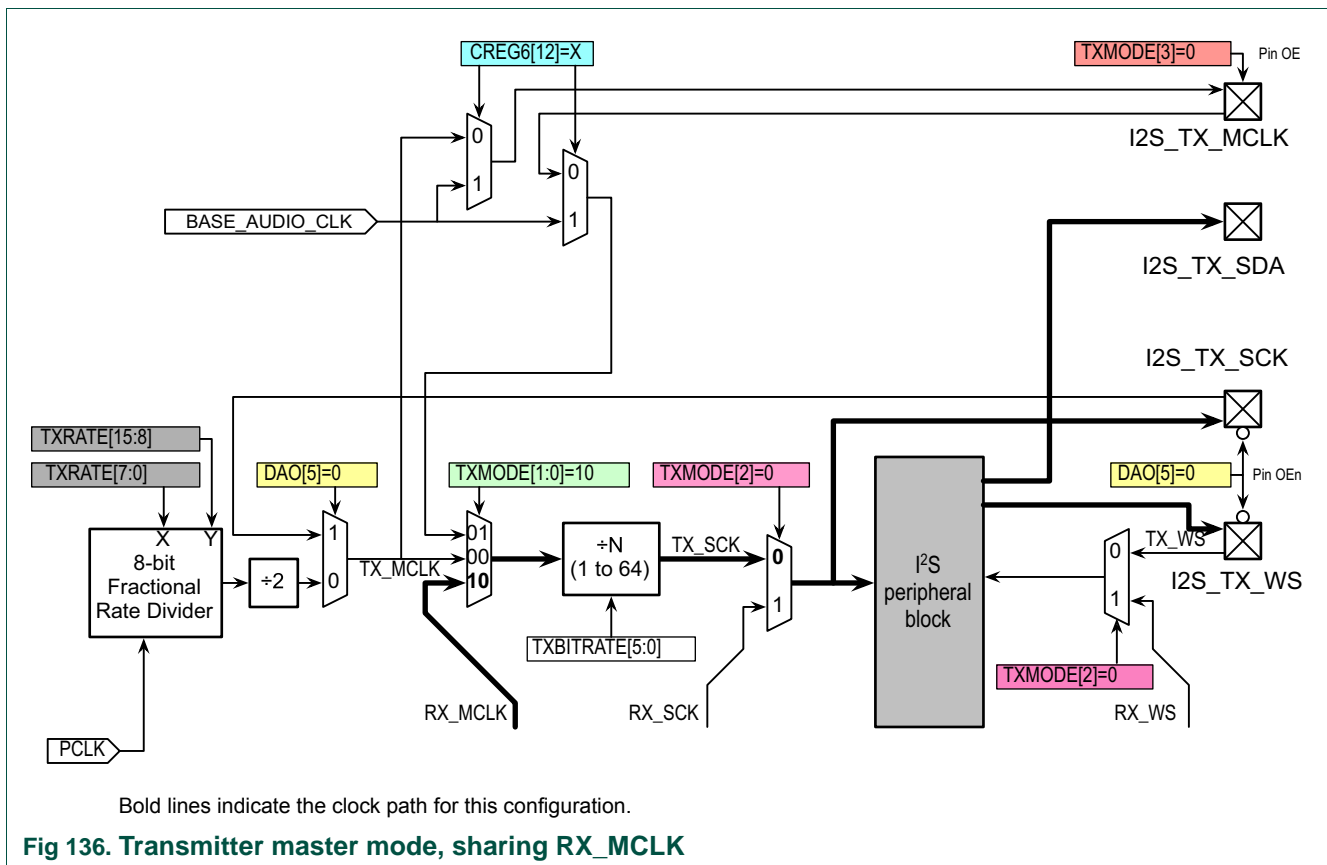 CREG6[12]=X
TXMODE[3]=0
Pin OE
0
1
I2S_TX_MCLK
0
1
BASE_AUDIO_CLK
I2S_TX_SDA
I2S_TX_SCK
TXRATE[15:8]
TXRATE[7:0]
DAO[5]=0
TXMODE[1:0]=10
TXMODE[2]=0
DAO[5]=0
Pin OEn
X
Y
8-bit
Fractional
Rate Divider
÷2
1
0
TX_MCLK
01
00
10
÷N
(1 to 64)
TX_SCK
0
1
I²S
peripheral
block
0
1
TX_WS
I2S_TX_WS
TXBITRATE[5:0]
TXMODE[2]=0
RX_MCLK
RX_SCK
RX_WS
PCLK
Bold lines indicate the clock path for this configuration.
Fig 136. Transmitter master mode, sharing RX_MCLK